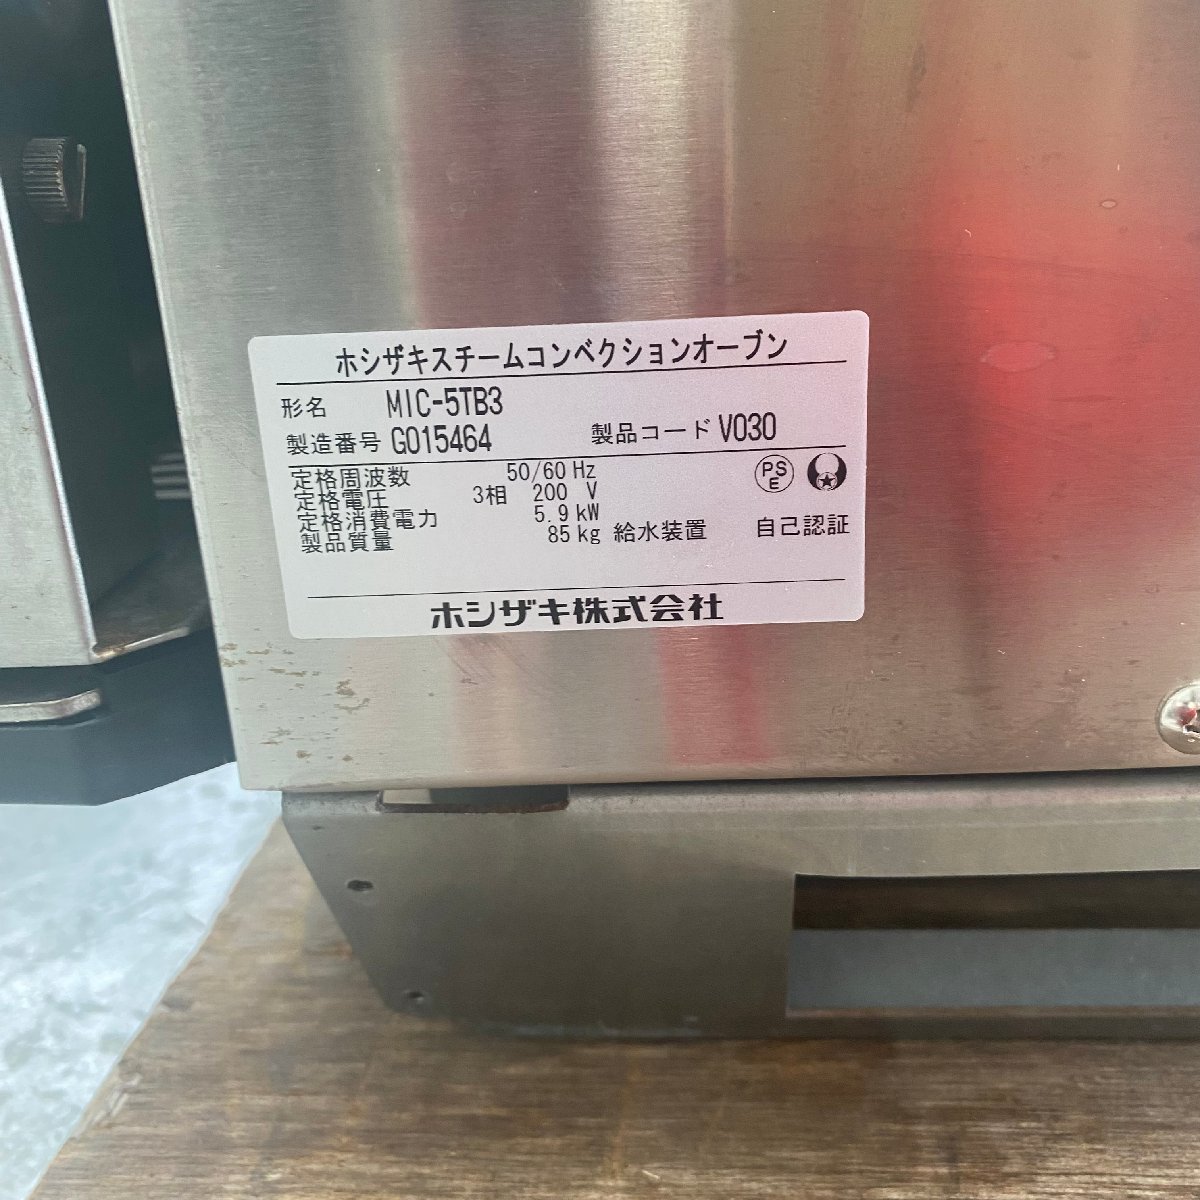 ホシザキスチームコンベクションオーブン
形名 MIC-5TB3
製造番号 G015464 製品コード V030
定格周波数 50/60 Hz
定格電圧 3相 200 V
定格消費電力 5.9 kW
製品質量 85 kg 給水装置 自己認証
PS
E
ホシザキ株式会社